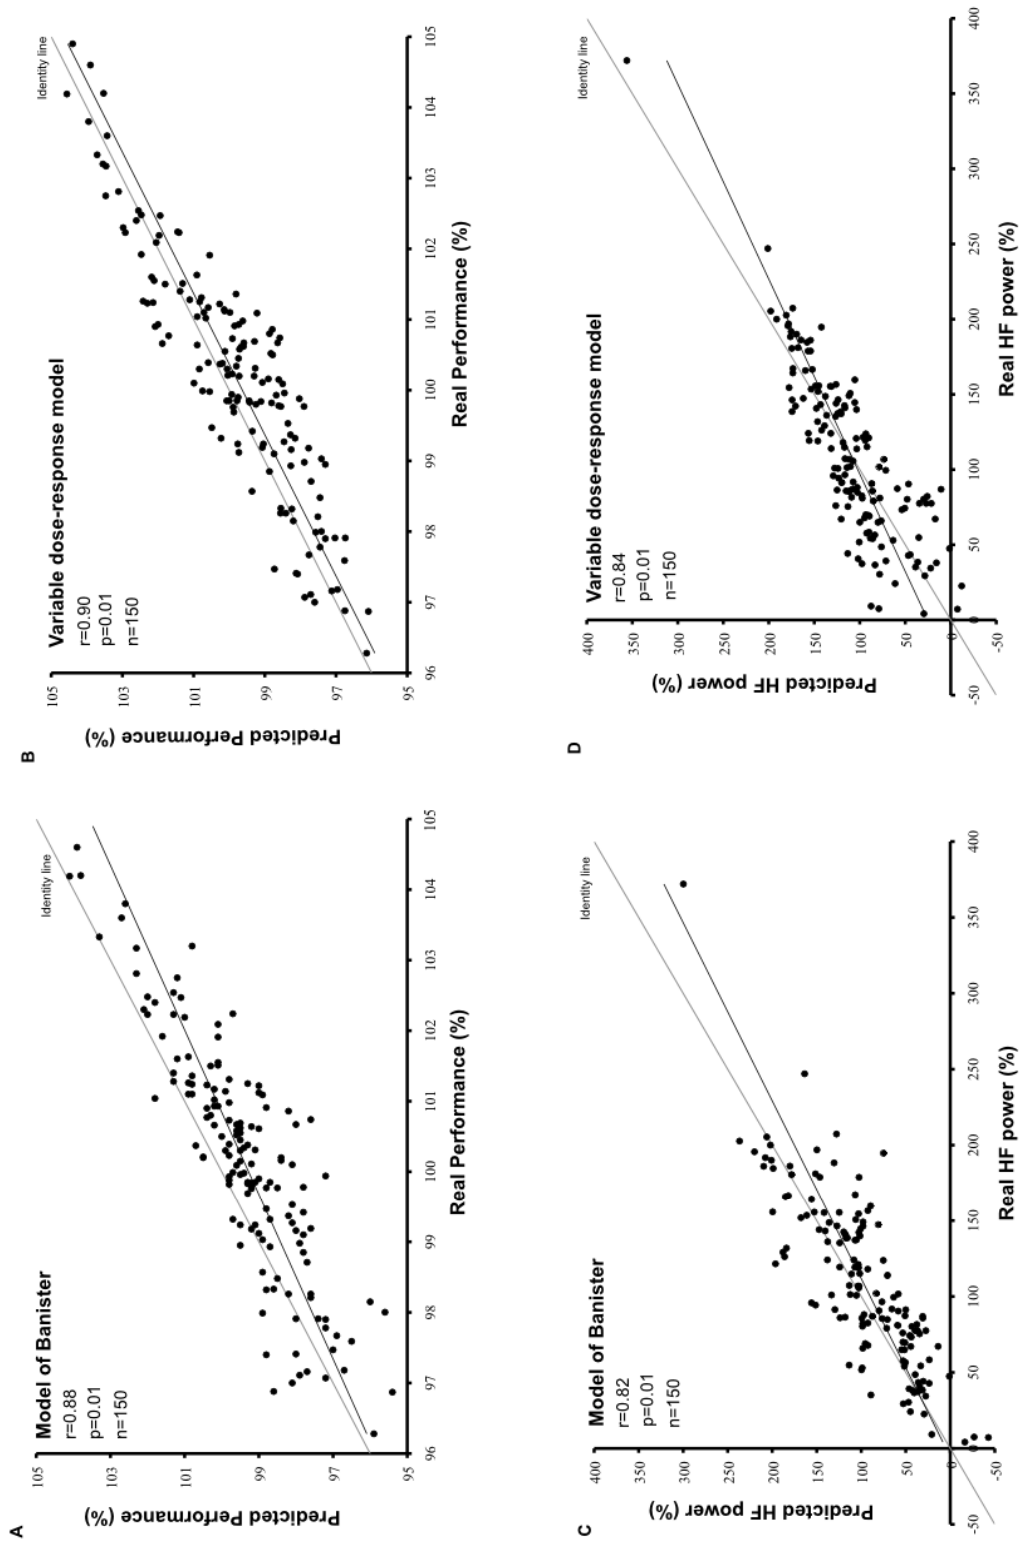 A
Model of Banister
r=0.88
p=0.01
n=150
Identity line
105
103
101
99
97
95
Predicted Performance (%)
96
97
98
99
100
101
102
103
104
105
Real Performance (%)
B
Variable dose-response model
r=0.90
p=0.01
n=150
Identity line
105
103
101
99
97
95
Predicted Performance (%)
96
97
98
99
100
101
102
103
104
105
Real Performance (%)
C
Model of Banister
r=0.82
p=0.01
n=150
Identity line
400
350
300
250
200
150
100
50
0
-50
Predicted HF power (%)
-50
0
50
100
150
200
250
300
350
400
Real HF power (%)
D
Variable dose-response model
r=0.84
p=0.01
n=150
Identity line
400
350
300
250
200
150
100
50
0
-50
Predicted HF power (%)
-50
0
50
100
150
200
250
300
350
400
Real HF power (%)